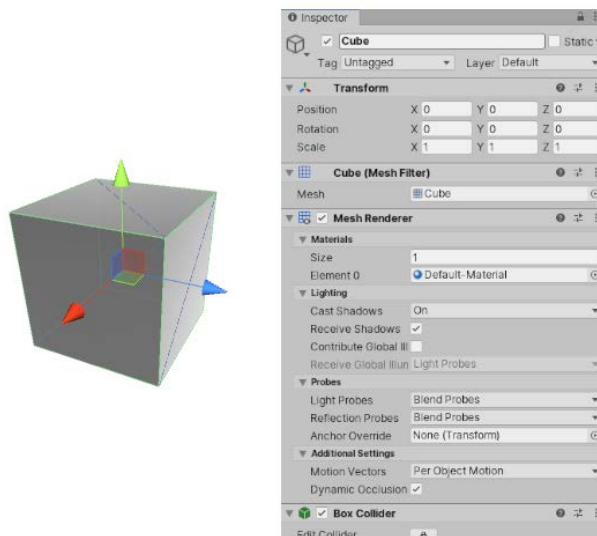 Inspector
Cube Static
Tag Untagged Layer Default
Transform
Position X 0 Y 0 Z 0
Rotation X 0 Y 0 Z 0
Scale X 1 Y 1 Z 1
Cube (Mesh Filter)
Mesh Cube
Mesh Renderer
Materials
Size 1
Element 0 Default-Material
Lighting
Cast Shadows On
Receive Shadows
Contribute Global Ill
Receive Global Illun Light Probes
Probes
Light Probes Blend Probes
Reflection Probes Blend Probes
Anchor Override None (Transform)
Additional Settings
Motion Vectors Per Object Motion
Dynamic Occlusion
Box Collider
Edit Collider